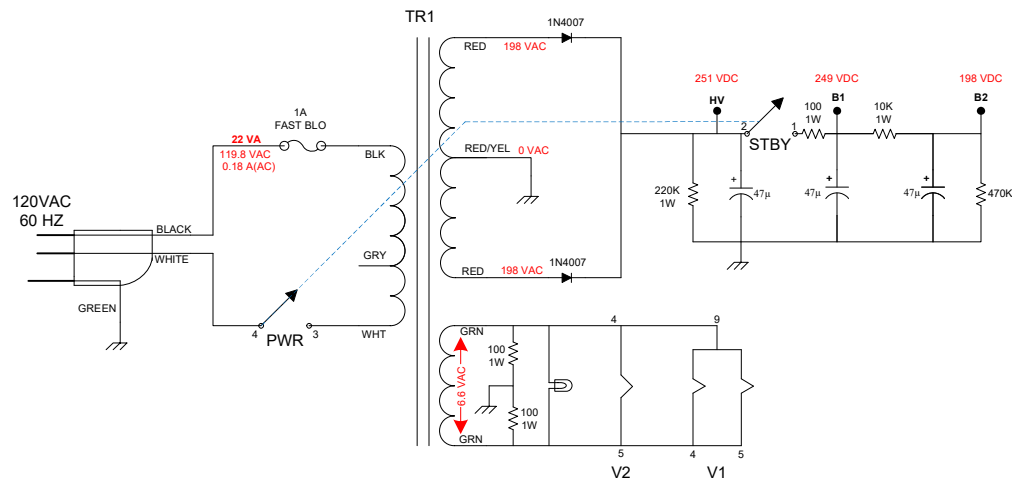 TR1
1N4007
RED
198 VAC
251 VDC
249 VDC
198 VDC
HV
B1
B2
1A
FAST BLO
100
1W
10K
1W
22 VA
119.8 VAC
0.18 A(AC)
BLK
2
1
STBY
RED/YEL
0 VAC
220K
1W
+
47μ
+
47μ
+
47μ
470K
120VAC
60 HZ
BLACK
WHITE
GREEN
GRY
RED
198 VAC
1N4007
4
PWR
3
WHT
GRN
6.6 VAC
100
1W
100
1W
GRN
4
9
5
4
5
V2
V1